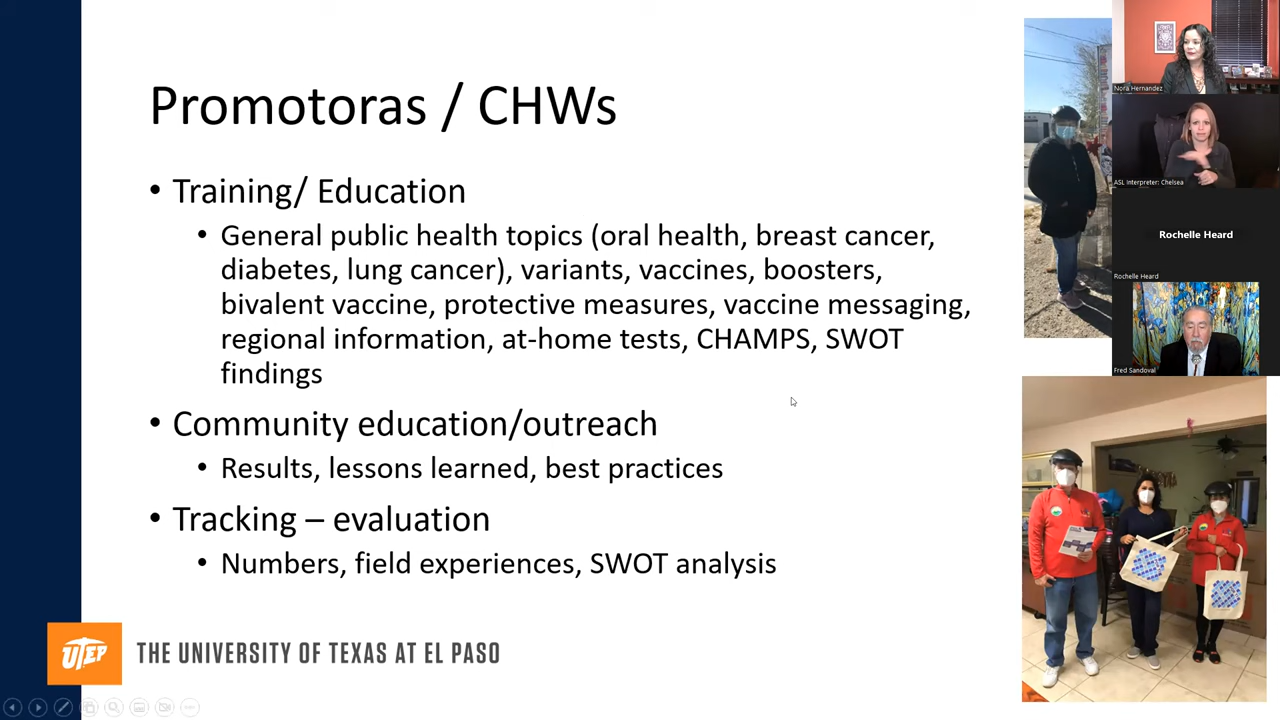 Promotoras / CHWs
• Training/ Education
• General public health topics (oral health, breast cancer,
diabetes, lung cancer), variants, vaccines, boosters,
bivalent vaccine, protective measures, vaccine messaging,
regional information, at-home tests, CHAMPS, SWOT
findings
• Community education/outreach
• Results, lessons learned, best practices
• Tracking – evaluation
• Numbers, field experiences, SWOT analysis
UTEP
THE UNIVERSITY OF TEXAS AT EL PASO
Nora Hernandez
ASL Interpreter: Chelsea
Rochelle Heard
Rochelle Heard
Fred Sandoval